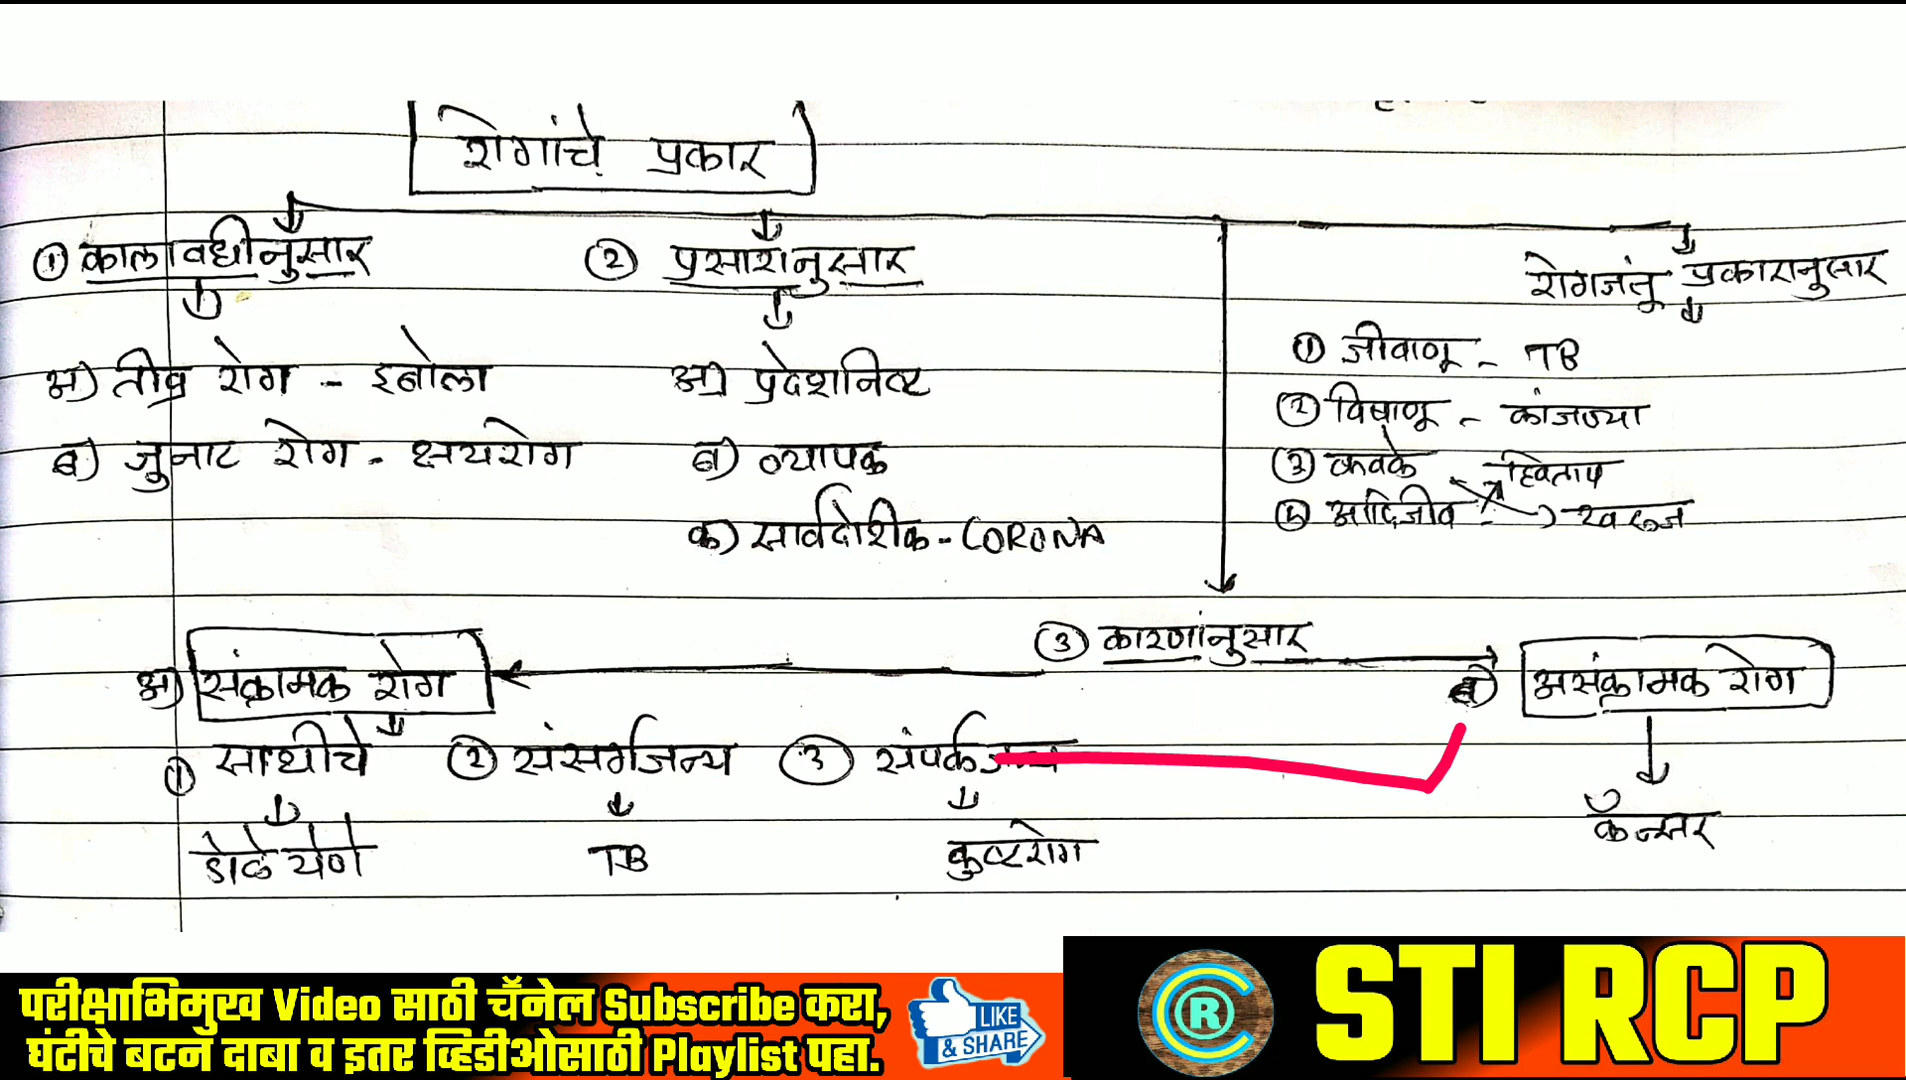 रोगांचे प्रकार
① कालावधीनुसार
② प्रसारानुसार
रोगजंतू प्रकारानुसार
अ) तीव्र रोग - इबोला
अ) प्रदेशनिष्ठ
① जीवाणू - TB
② विषाणू - कांजण्या
ब) जुनाट रोग - क्षयरोग
ब) व्यापक
③ कवके - हिवताप
क) सार्वदेशिक - CORONA
आदिजीव - खरूज
③ कारणांनुसार
अ) संक्रामक रोग
ब) असंक्रामक रोग
① साथीचे ② संसर्गजन्य ③ संपर्कजन्य
डोळे येणे TB कुष्टरोग
कॅन्सर
परीक्षाभिमुख Video साठी चॅनेल Subscribe करा,
घंटीचे बटन दाबा व इतर व्हिडीओसाठी Playlist पहा.
LIKE
& SHARE
R
STI RCP